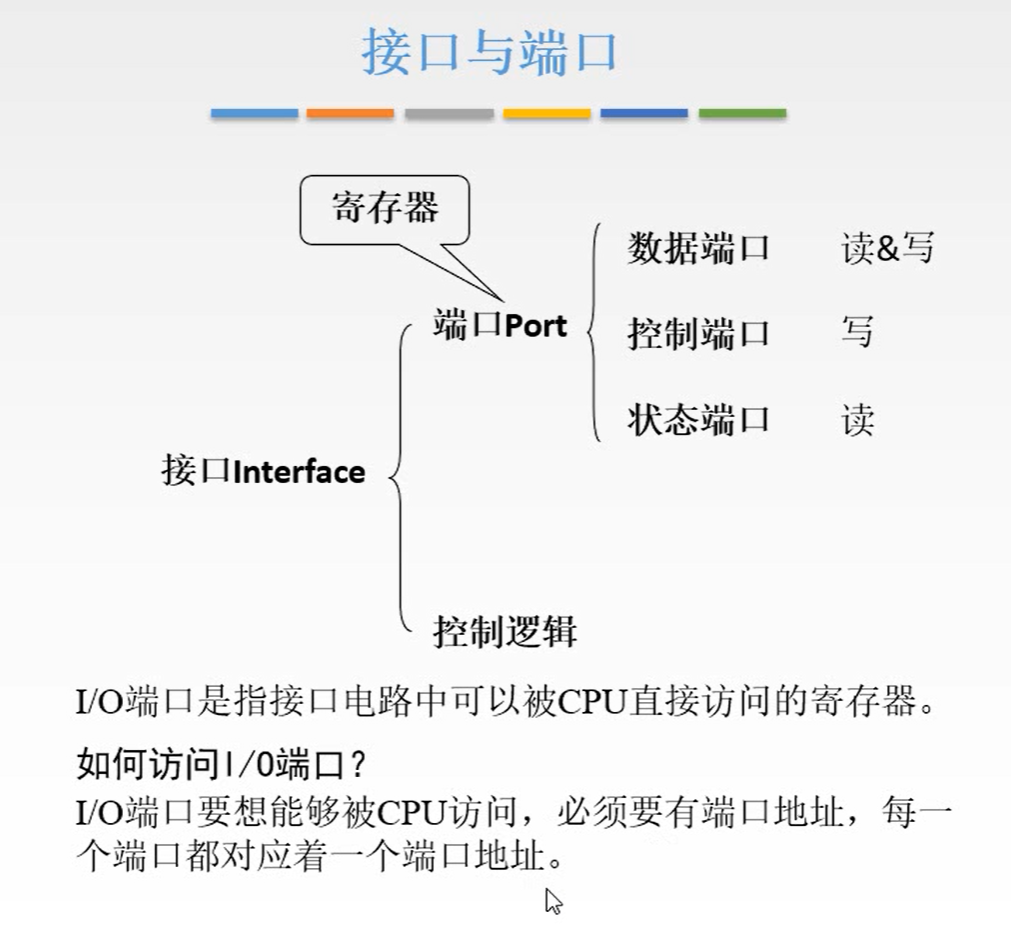 接口与端口
寄存器
数据端口 读&写
端口Port
控制端口 写
状态端口 读
接口Interface
控制逻辑
I/O端口是指接口电路中可以被CPU直接访问的寄存器。
如何访问I/O端口？
I/O端口要想能够被CPU访问，必须要有端口地址，每一
个端口都对应着一个端口地址。